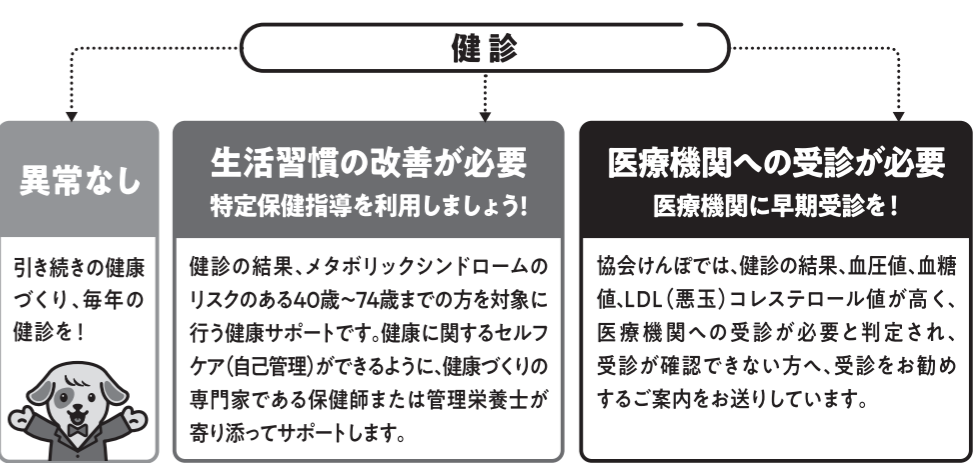 健診
異常なし
引き続きの健康
づくり、毎年の
健診を!
生活習慣の改善が必要
特定保健指導を利用しましょう!
健診の結果、メタボリックシンドロームの
リスクのある40歳～74歳までの方を対象に
行う健康サポートです。健康に関するセルフ
ケア(自己管理)ができるように、健康づくりの
専門家である保健師または管理栄養士が
寄り添ってサポートします。
医療機関への受診が必要
医療機関に早期受診を!
協会けんぽでは、健診の結果、血圧値、血糖
値、LDL(悪玉)コレステロール値が高く、
医療機関への受診が必要と判定され、
受診が確認できない方へ、受診をお勧め
するご案内をお送りしています。